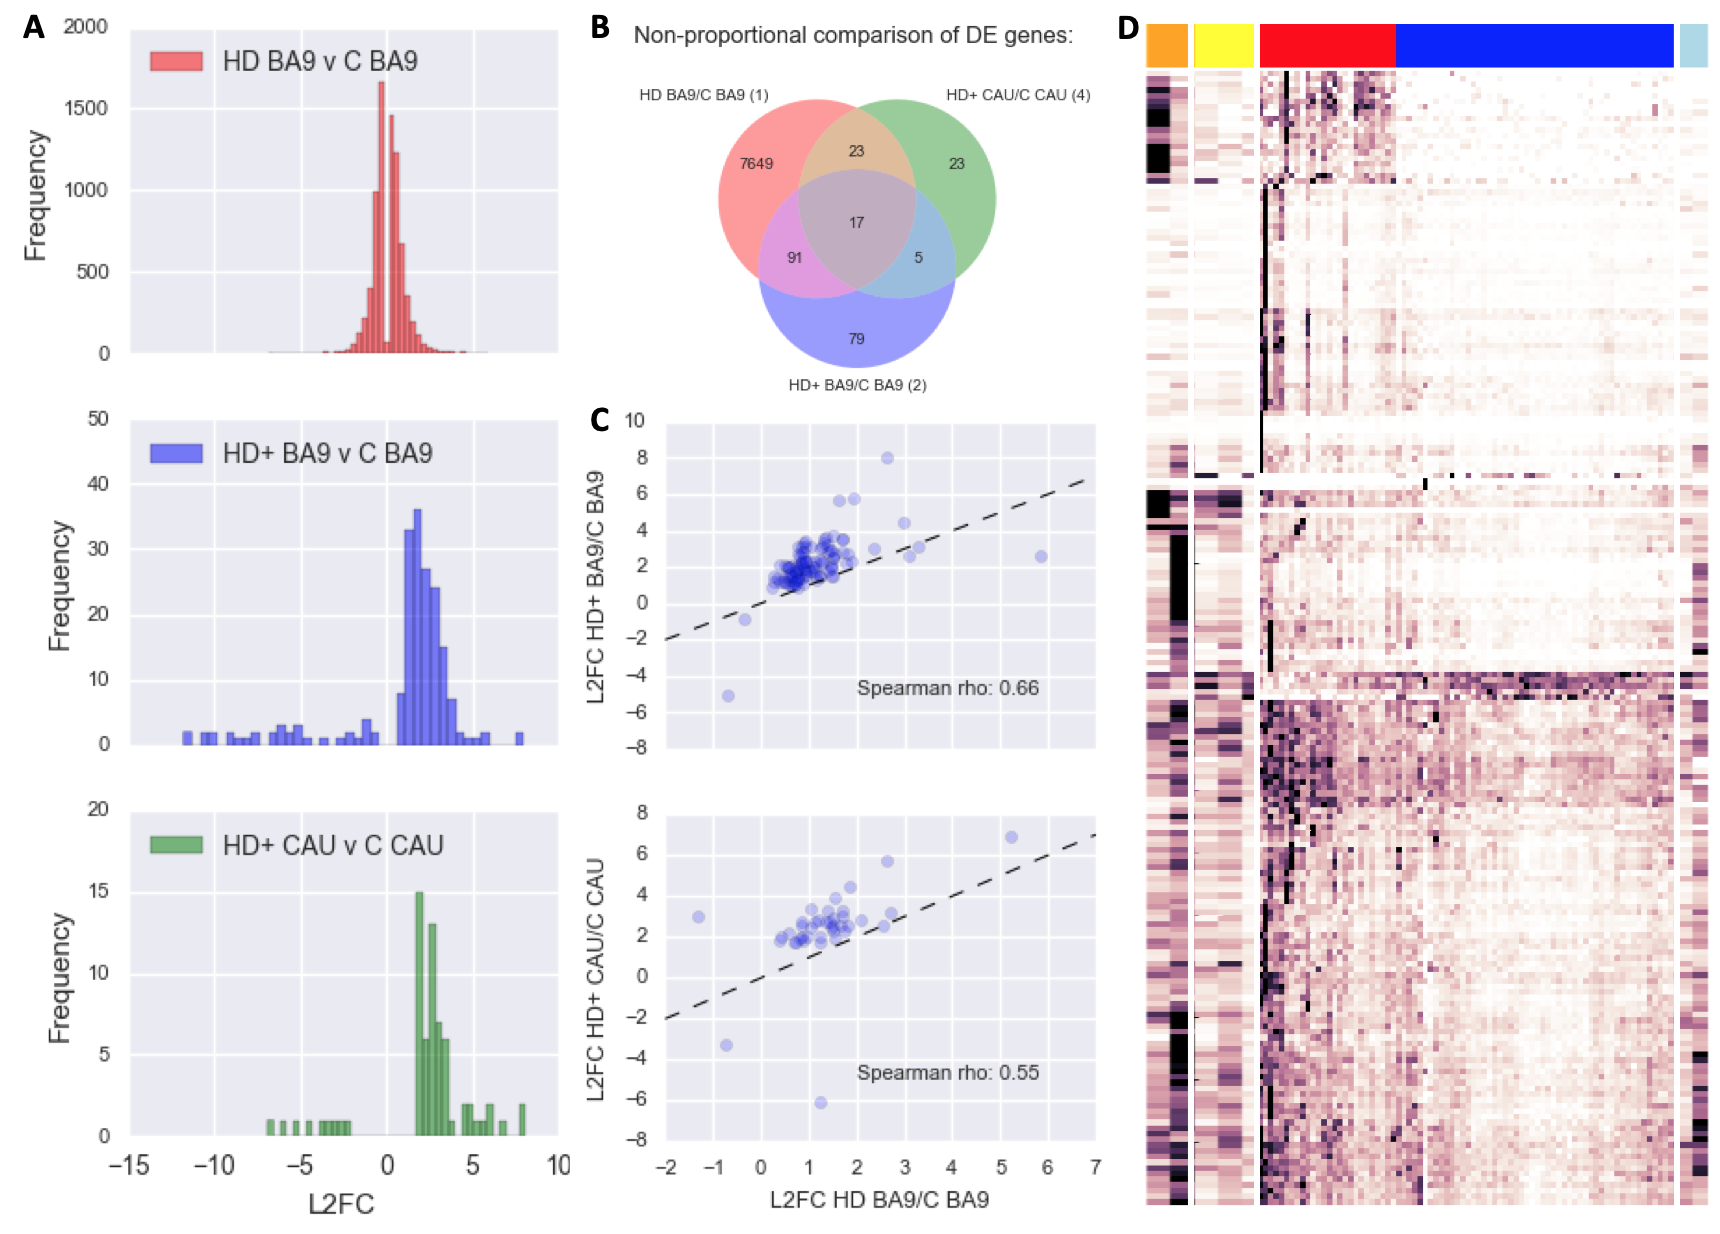 A
2000
1500
1000
500
0
Frequency
HD BA9 v C BA9
50
40
30
20
10
0
Frequency
HD+ BA9 v C BA9
20
15
10
5
0
Frequency
HD+ CAU v C CAU
−15 −10 −5 0 5 10
L2FC
B
Non-proportional comparison of DE genes:
HD BA9/C BA9 (1)
HD+ CAU/C CAU (4)
7649
23
23
17
91
5
79
HD+ BA9/C BA9 (2)
C
10
8
6
4
2
0
−2
−4
−6
−8
L2FC HD+ BA9/C BA9
Spearman rho: 0.66
8
6
4
2
0
−2
−4
−6
−8
L2FC HD+ CAU/C CAU
Spearman rho: 0.55
−2 −1 0 1 2 3 4 5 6 7
L2FC HD BA9/C BA9
D